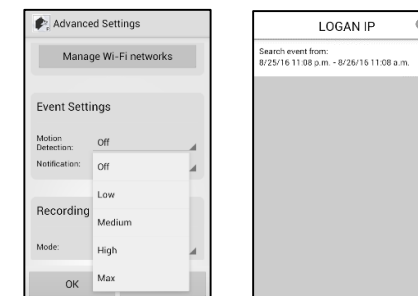 Advanced Settings
Manage Wi-Fi networks
Event Settings
Motion
Detection:
Off
Notification:
Off
Low
Recording
Medium
Mode:
High
OK
Max
LOGAN IP
Search event from:
8/25/16 11:08 p.m. - 8/26/16 11:08 a.m.